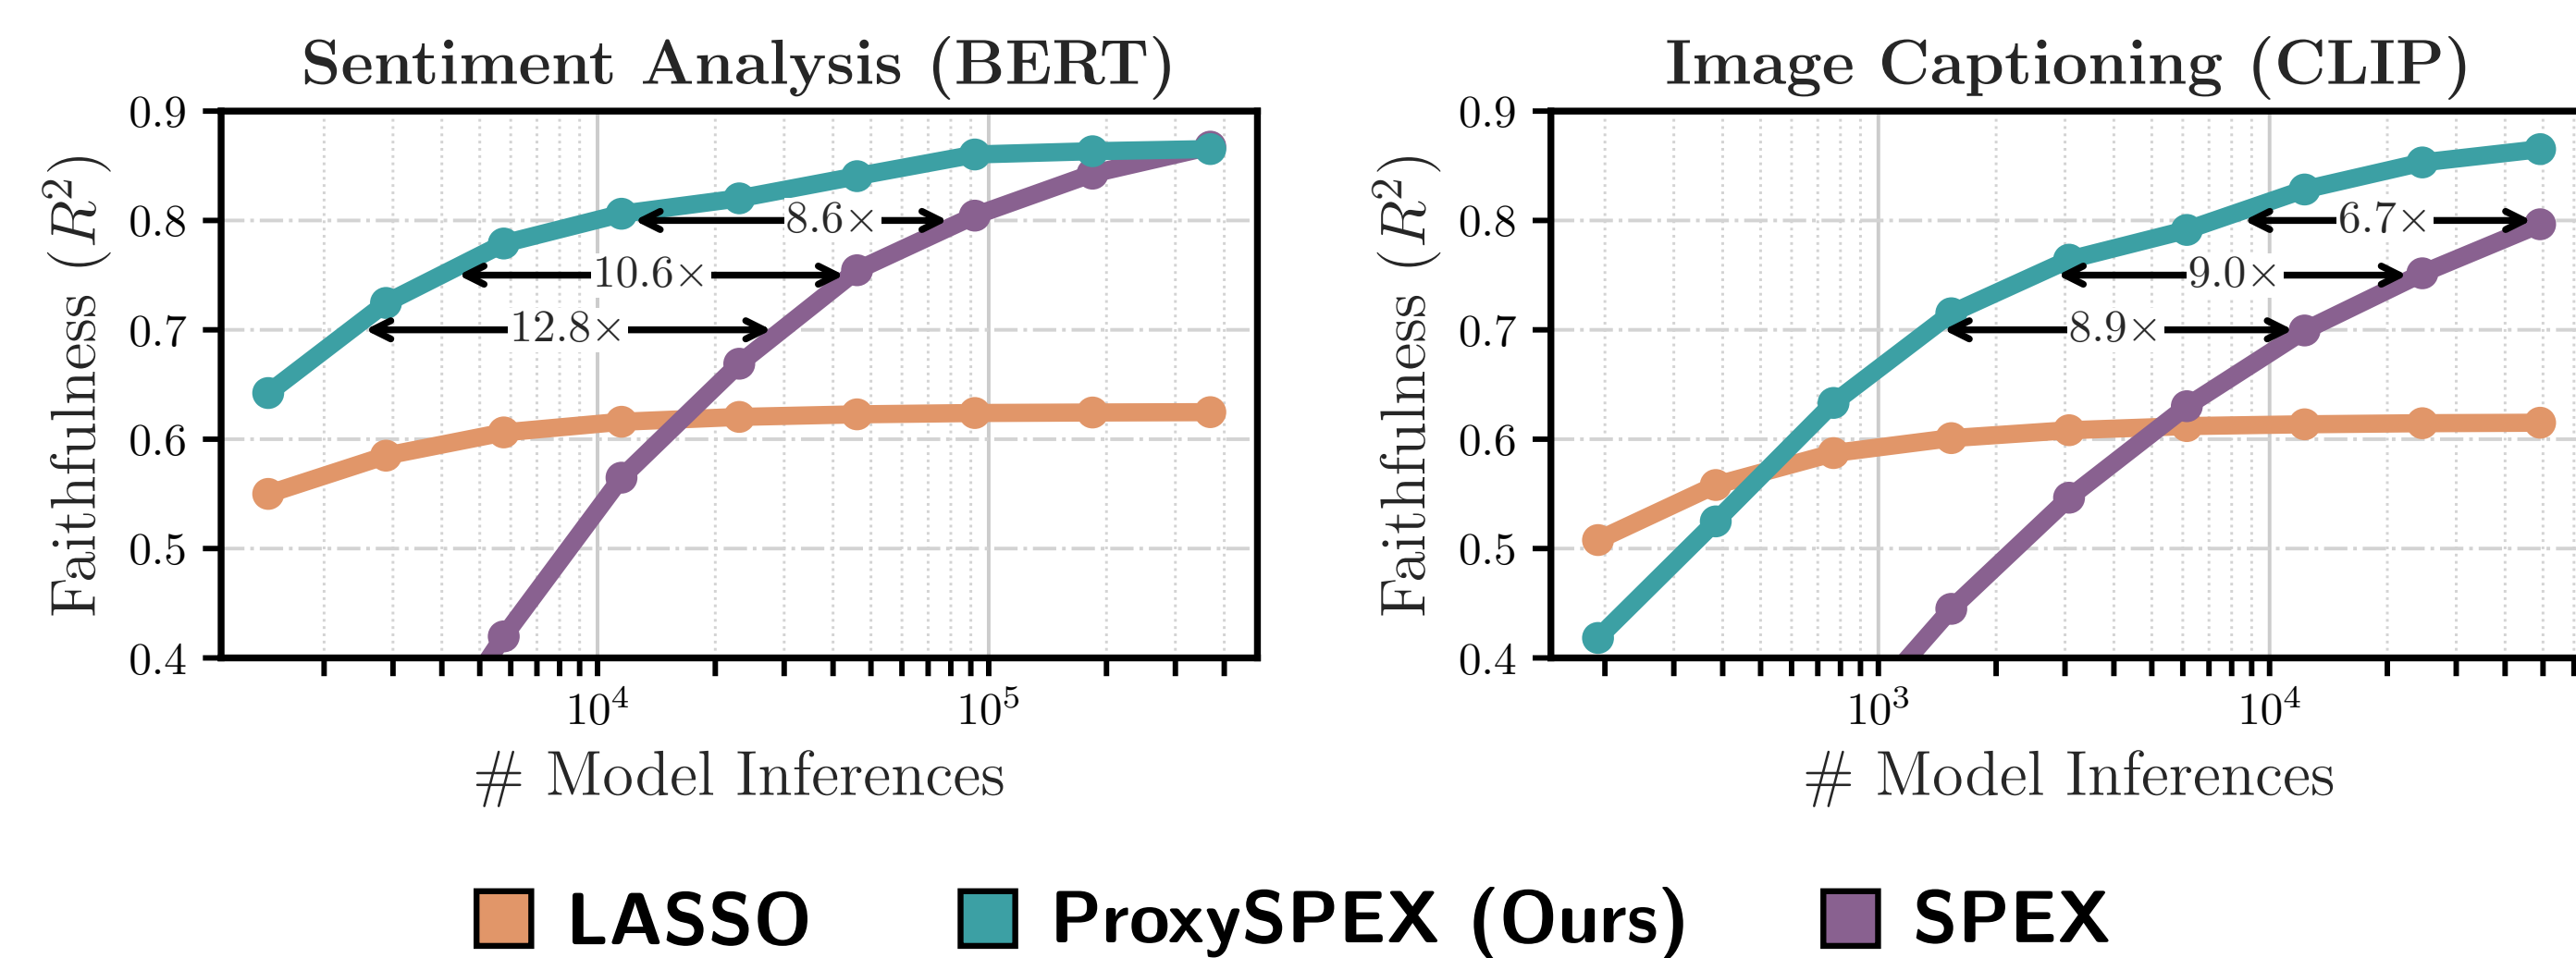 Sentiment Analysis (BERT)
Faithfulness (R²)
0.9
0.8
0.7
0.6
0.5
0.4
8.6×
10.6×
12.8×
10⁴ 10⁵
# Model Inferences
Image Captioning (CLIP)
Faithfulness (R²)
0.9
0.8
0.7
0.6
0.5
0.4
6.7×
9.0×
8.9×
10³ 10⁴
# Model Inferences
LASSO ProxySPEX (Ours) SPEX